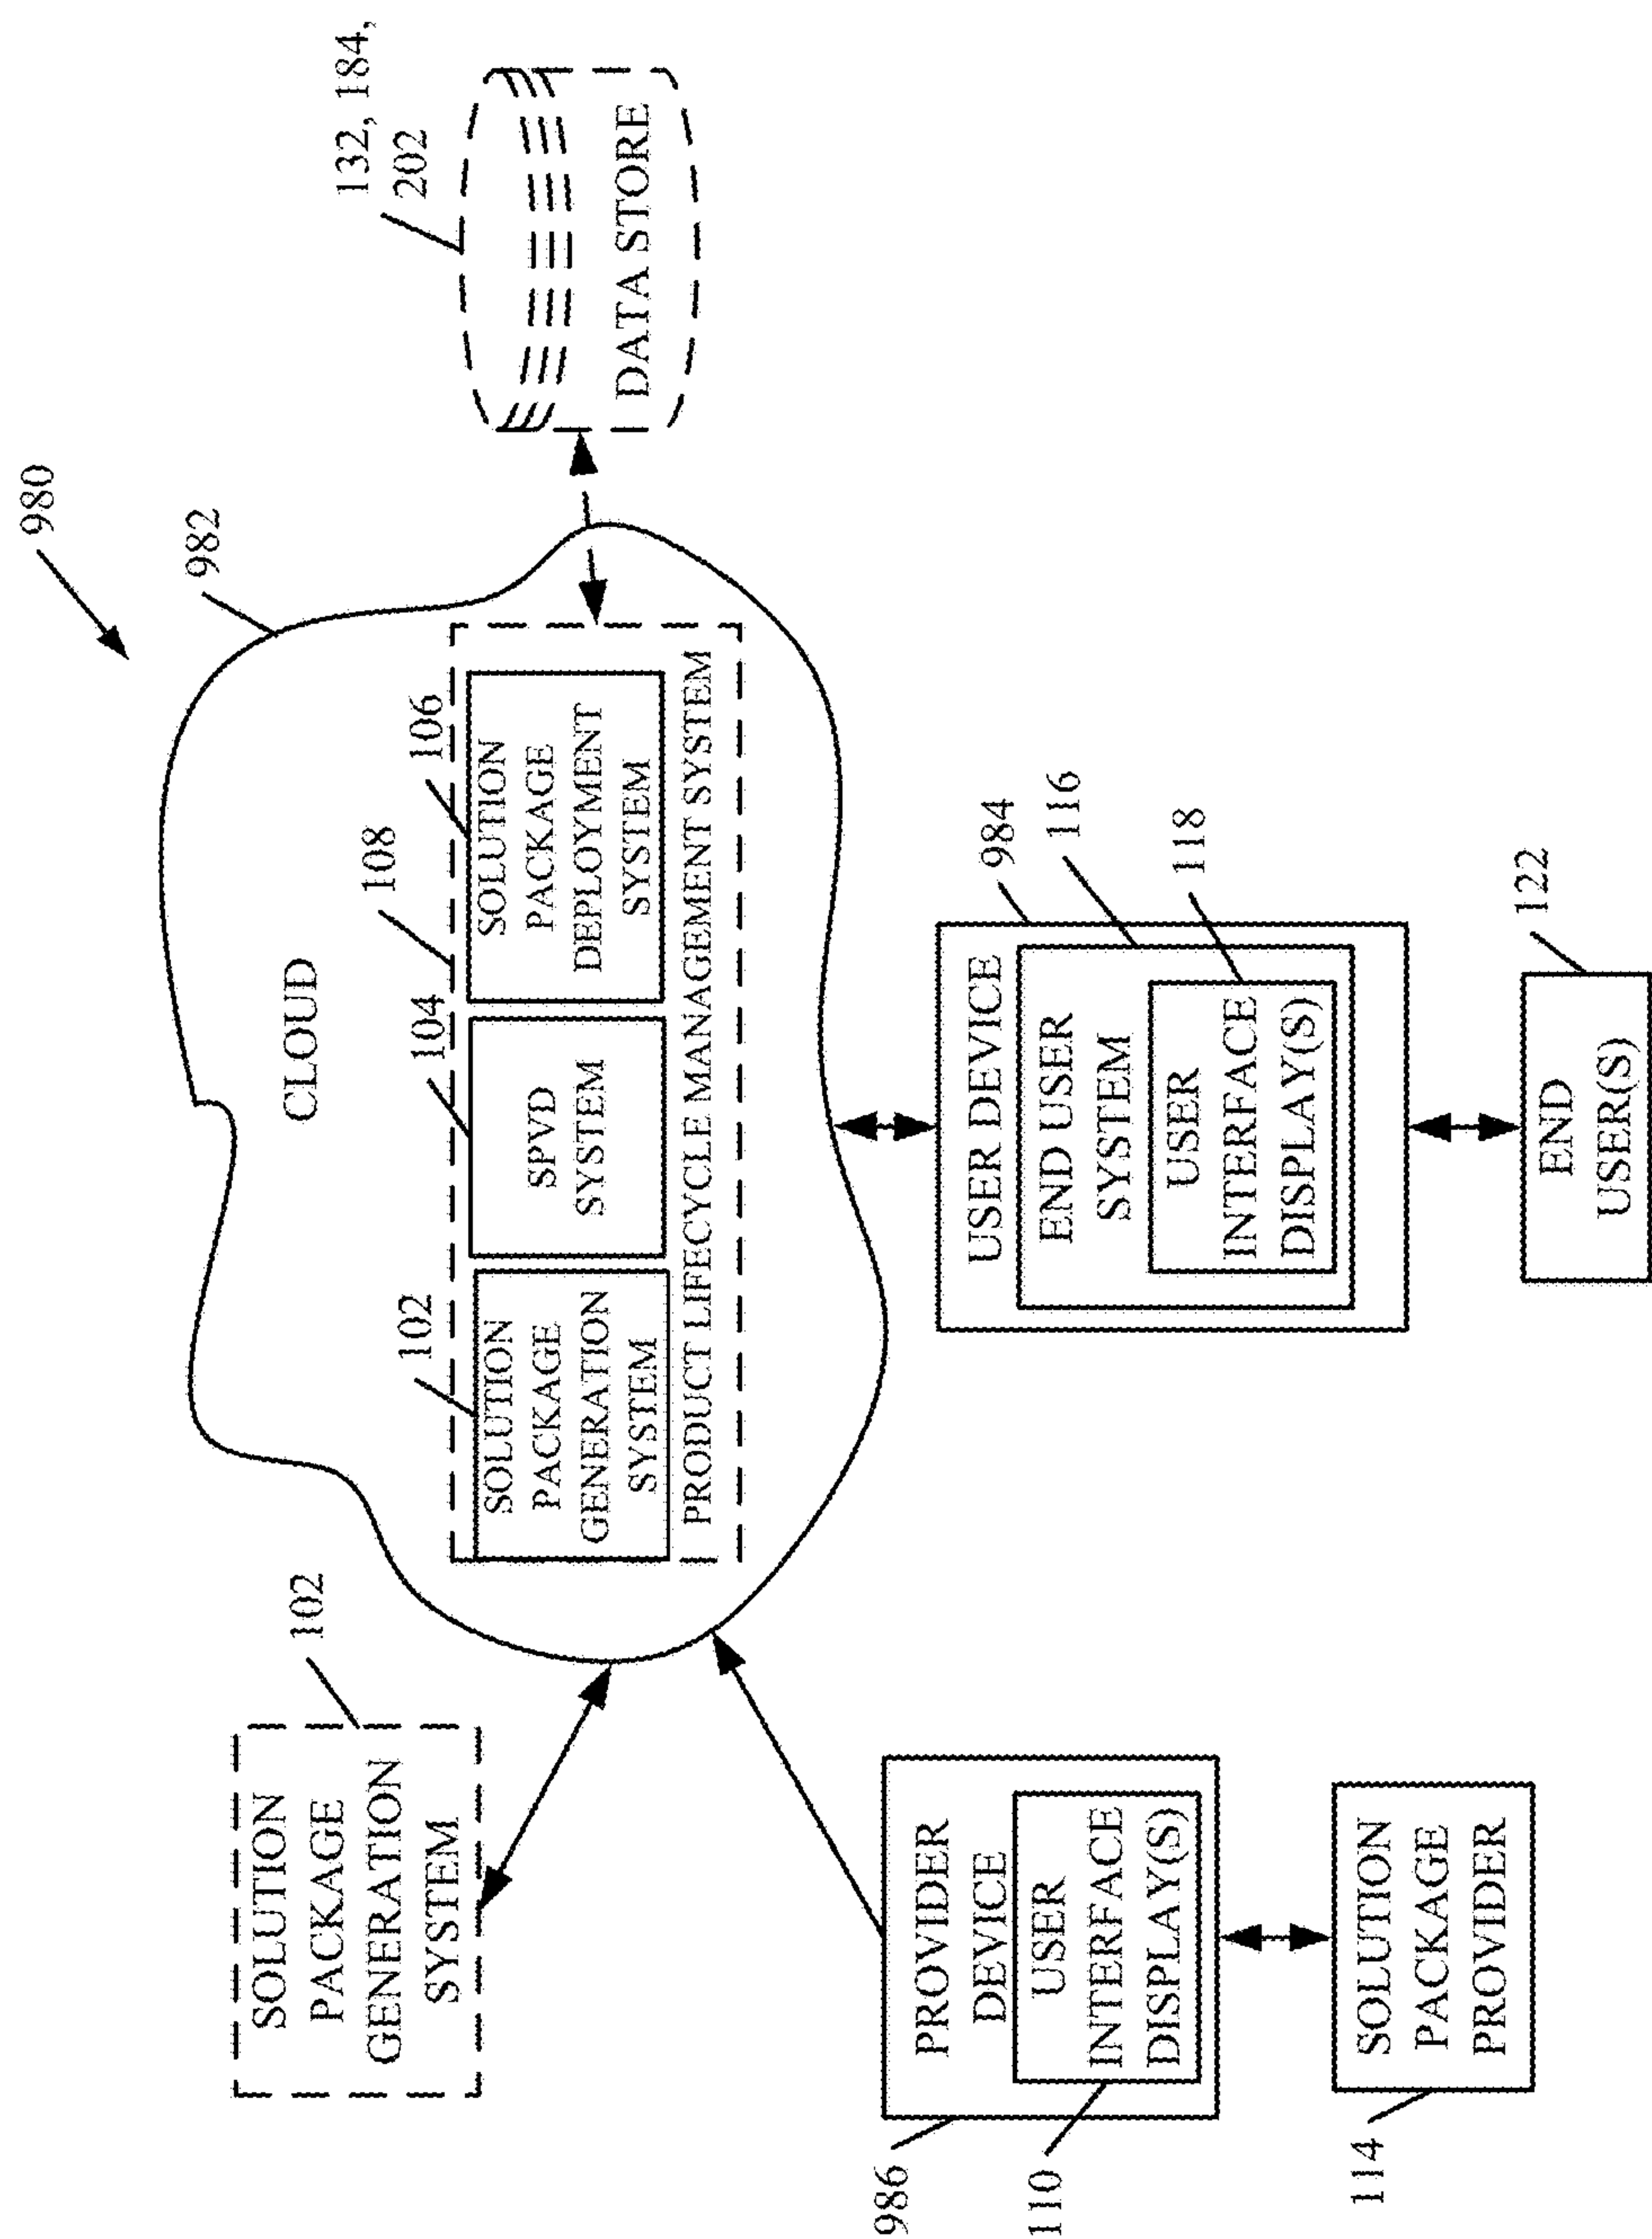 980
982
132, 184,
202
DATA STORE
CLOUD
108
102
104
106
SOLUTION
PACKAGE
GENERATION
SYSTEM
SPVD
SYSTEM
SOLUTION
PACKAGE
DEPLOYMENT
SYSTEM
PRODUCT LIFECYCLE MANAGEMENT SYSTEM
102
SOLUTION
PACKAGE
GENERATION
SYSTEM
986
PROVIDER
DEVICE
110
USER
INTERFACE
DISPLAY(S)
114
SOLUTION
PACKAGE
PROVIDER
984
USER DEVICE
116
END USER
SYSTEM
118
USER
INTERFACE
DISPLAY(S)
122
END
USER(S)